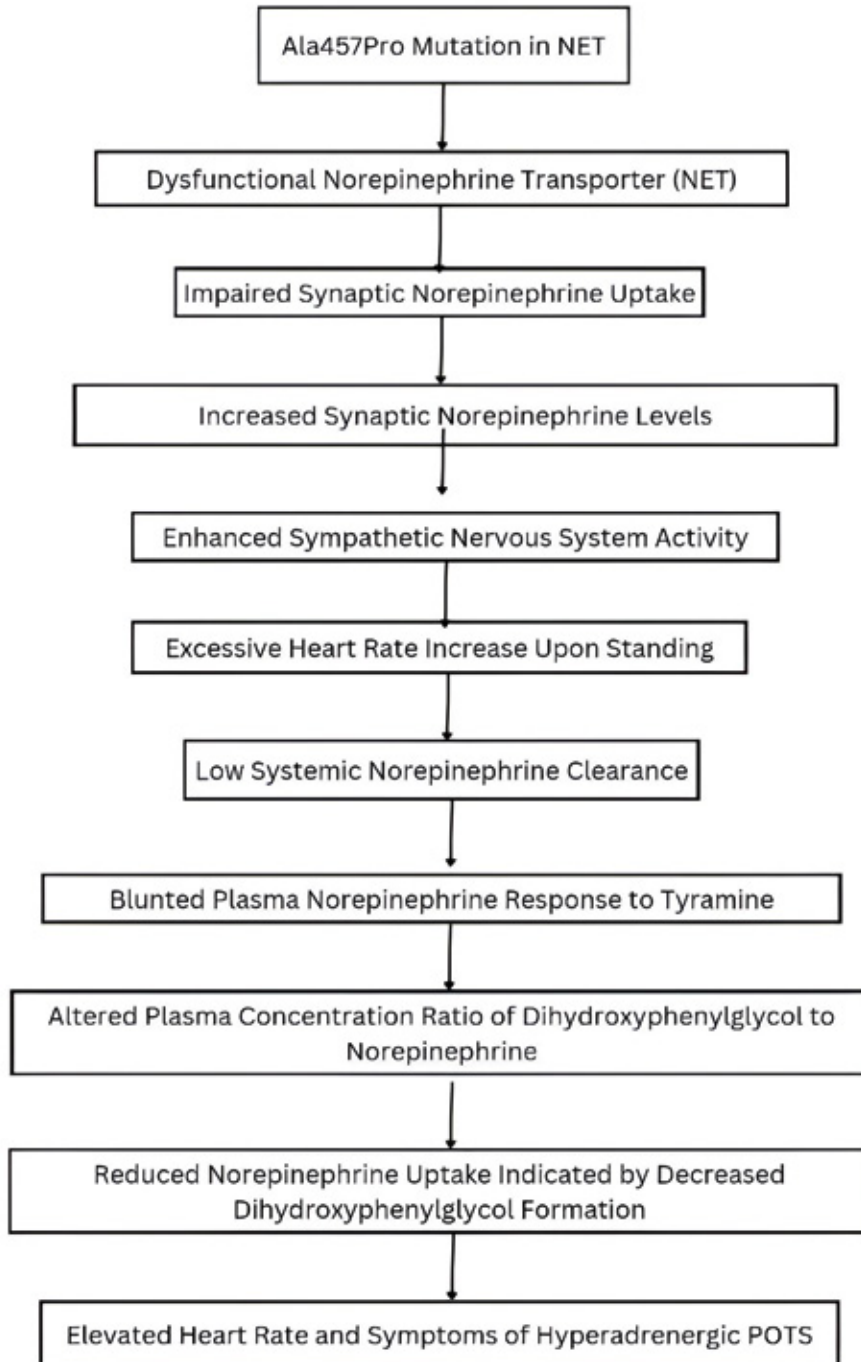 Ala457Pro Mutation in NET
Dysfunctional Norepinephrine Transporter (NET)
Impaired Synaptic Norepinephrine Uptake
Increased Synaptic Norepinephrine Levels
Enhanced Sympathetic Nervous System Activity
Excessive Heart Rate Increase Upon Standing
Low Systemic Norepinephrine Clearance
Blunted Plasma Norepinephrine Response to Tyramine
Altered Plasma Concentration Ratio of Dihydroxyphenylglycol to
Norepinephrine
Reduced Norepinephrine Uptake Indicated by Decreased
Dihydroxyphenylglycol Formation
Elevated Heart Rate and Symptoms of Hyperadrenergic POTS